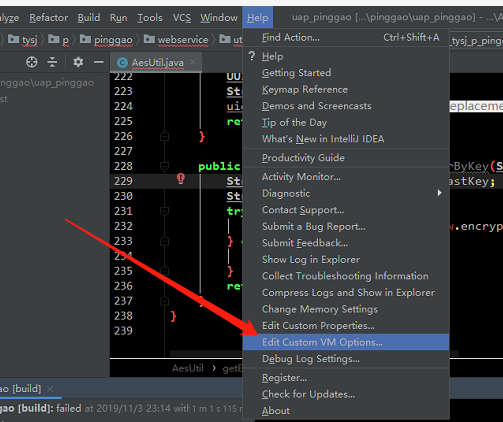 alyze Refactor Build Run Tools VCS Window Help uap_pinggao [...\pinggao\uap_pinggao] - ...\A
tysj p pinggao webservice ut tysj_p_pingg
AesUtil.java
inggao\uap_pinggao
st
222 UU
223 St
224 uid eplaceme
225 ret
226 }
227
228 public rByKey(S
229 St astKey;
230 St
231 try
232 w.encryp
233 }
234
235 }
236 ret
237 }
238 }
239
Find Action... Ctrl+Shift+A
Help
Getting Started
Keymap Reference
Demos and Screencasts
Tip of the Day
What's New in IntelliJ IDEA
Productivity Guide
Activity Monitor...
Diagnostic
Contact Support...
Submit a Bug Report...
Submit Feedback...
Show Log in Explorer
Collect Troubleshooting Information
Compress Logs and Show in Explorer
Change Memory Settings
Edit Custom Properties...
Edit Custom VM Options...
Debug Log Settings...
Register...
Check for Updates...
About
AesUtil getE
ao [build]
gao [build]: failed at 2019/11/3 23:14 with 1 m 1 s 115 m